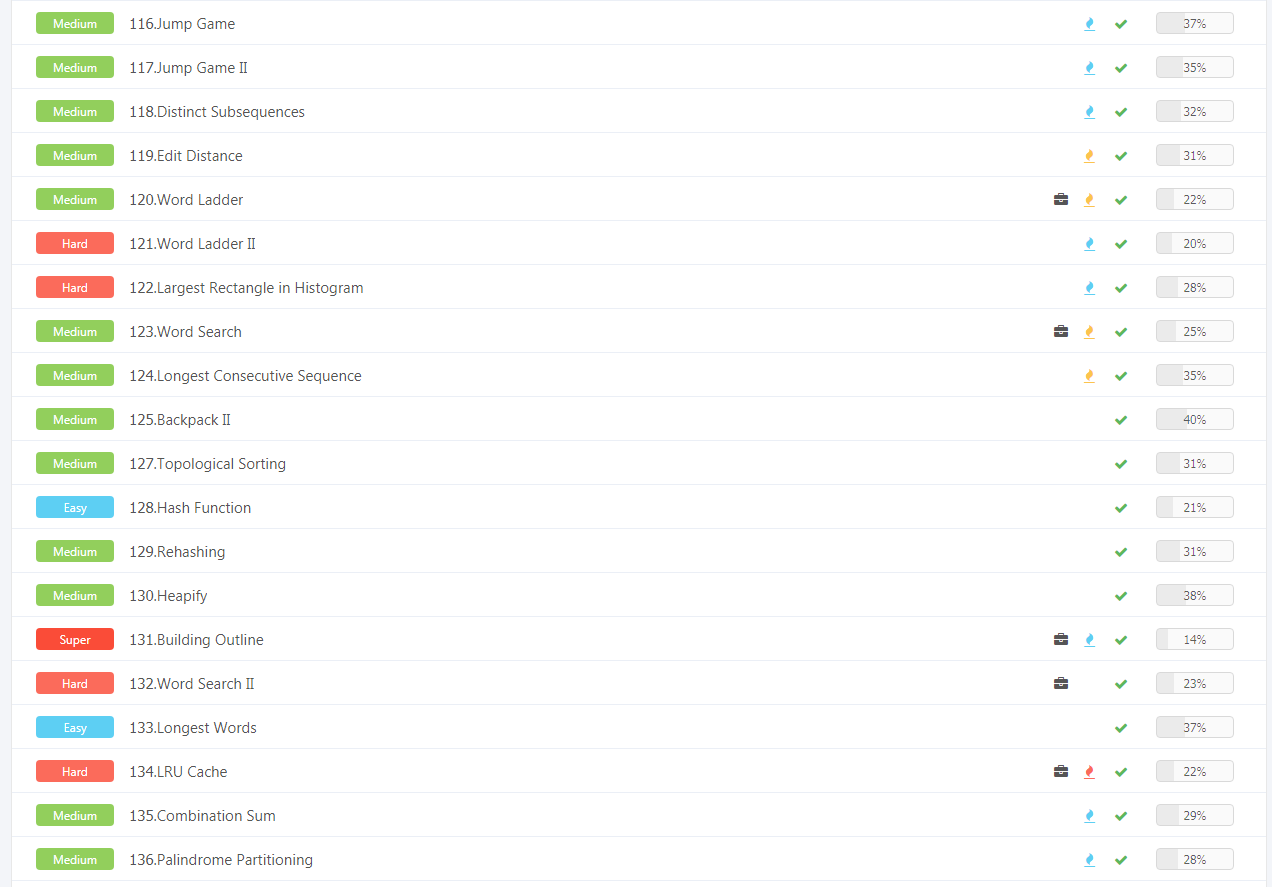 Medium 116.Jump Game 37%
Medium 117.Jump Game II 35%
Medium 118.Distinct Subsequences 32%
Medium 119.Edit Distance 31%
Medium 120.Word Ladder 22%
Hard 121.Word Ladder II 20%
Hard 122.Largest Rectangle in Histogram 28%
Medium 123.Word Search 25%
Medium 124.Longest Consecutive Sequence 35%
Medium 125.Backpack II 40%
Medium 127.Topological Sorting 31%
Easy 128.Hash Function 21%
Medium 129.Rehashing 31%
Medium 130.Heapify 38%
Super 131.Building Outline 14%
Hard 132.Word Search II 23%
Easy 133.Longest Words 37%
Hard 134.LRU Cache 22%
Medium 135.Combination Sum 29%
Medium 136.Palindrome Partitioning 28%